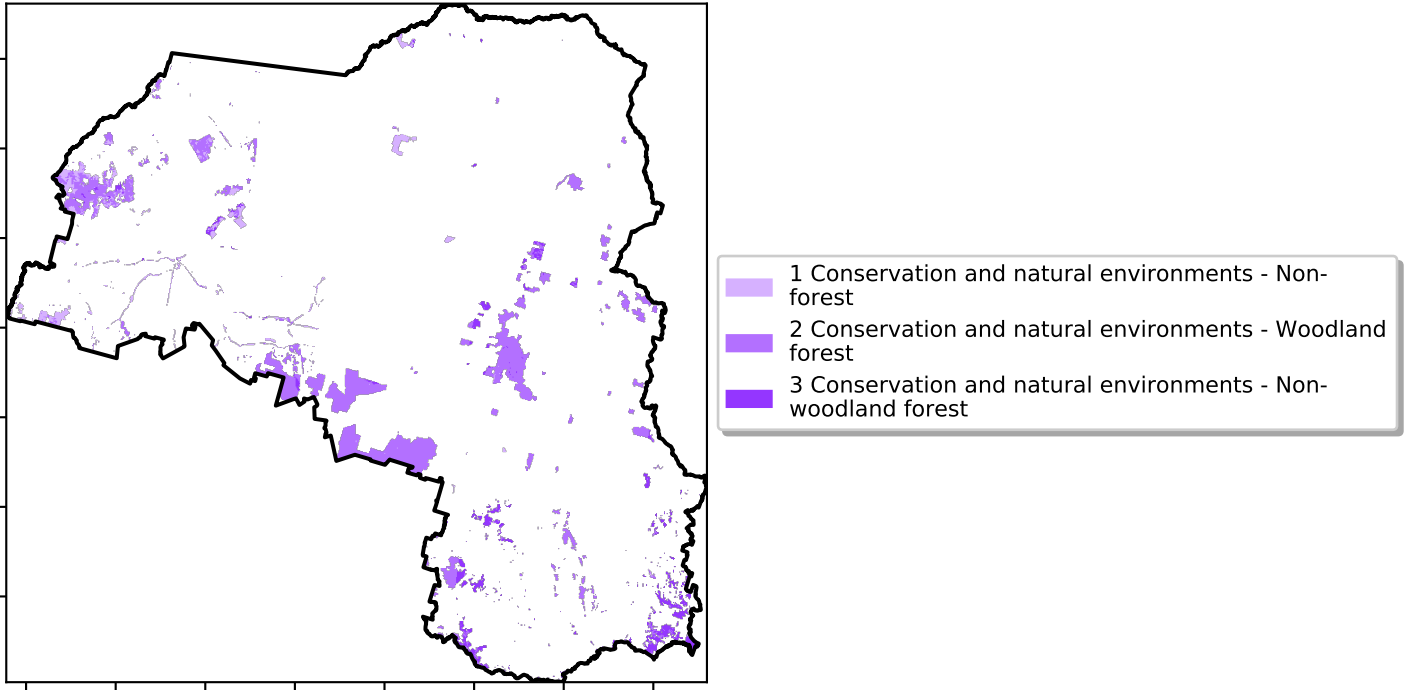 1 Conservation and natural environments - Non-
forest
2 Conservation and natural environments - Woodland
forest
3 Conservation and natural environments - Non-
woodland forest